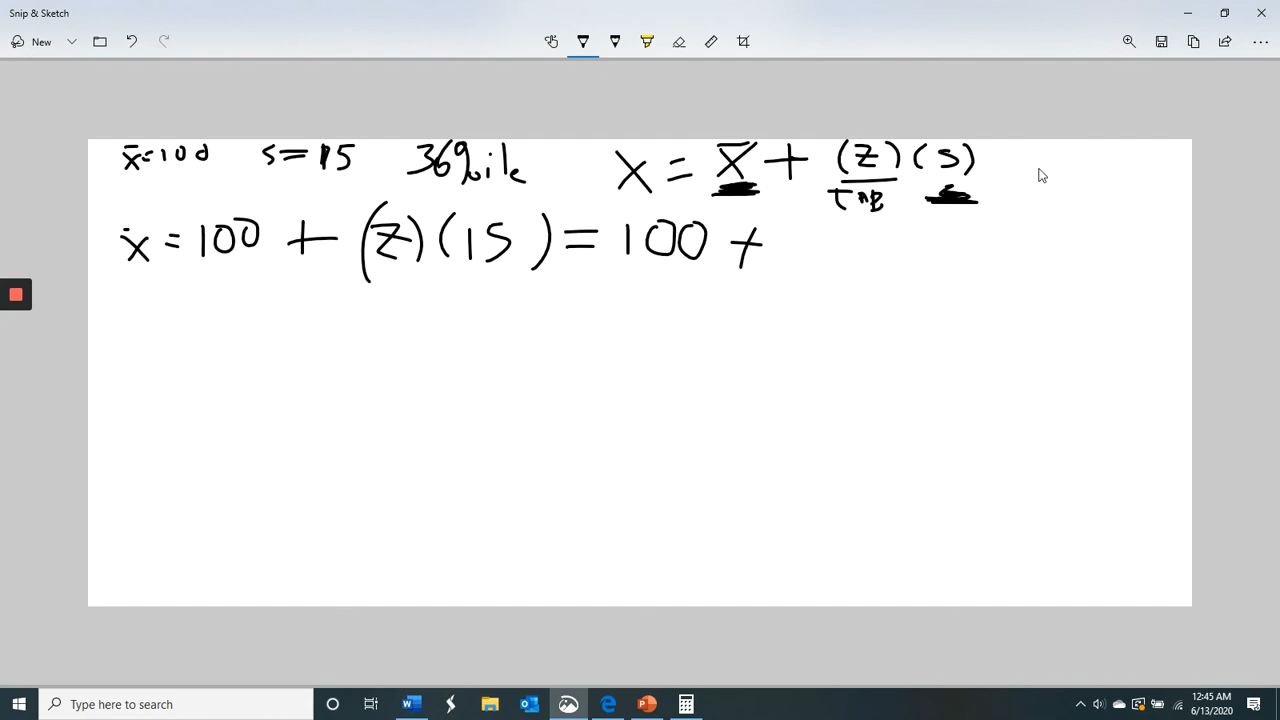 Snip & Sketch
New
x̄=100 s=15 36%ile x = x̄ + (z)(s)
x = 100 + (z)(15) = 100 +
Type here to search
12:45 AM
6/13/2020